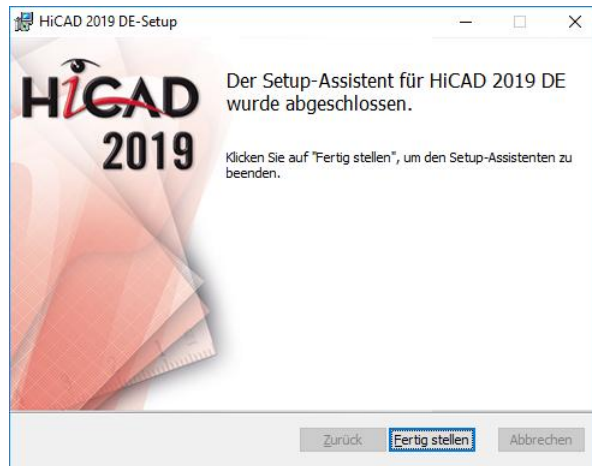 HiCAD 2019 DE-Setup
HiCAD
2019
Der Setup-Assistent für HiCAD 2019 DE
wurde abgeschlossen.
Klicken Sie auf "Fertig stellen", um den Setup-Assistenten zu
beenden.
Zurück
Fertig stellen
Abbrechen